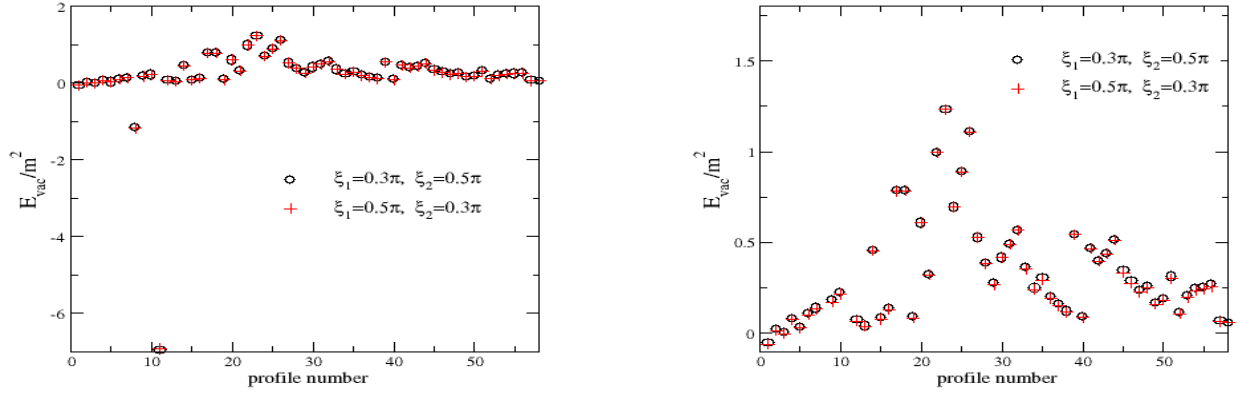 2
0
-2
-4
-6
0 10 20 30 40 50
profile number
E_vac/m²
ξ₁=0.3π, ξ₂=0.5π
ξ₁=0.5π, ξ₂=0.3π
1.5
1
0.5
0
0 10 20 30 40 50
profile number
E_vac/m²
ξ₁=0.3π, ξ₂=0.5π
ξ₁=0.5π, ξ₂=0.3π